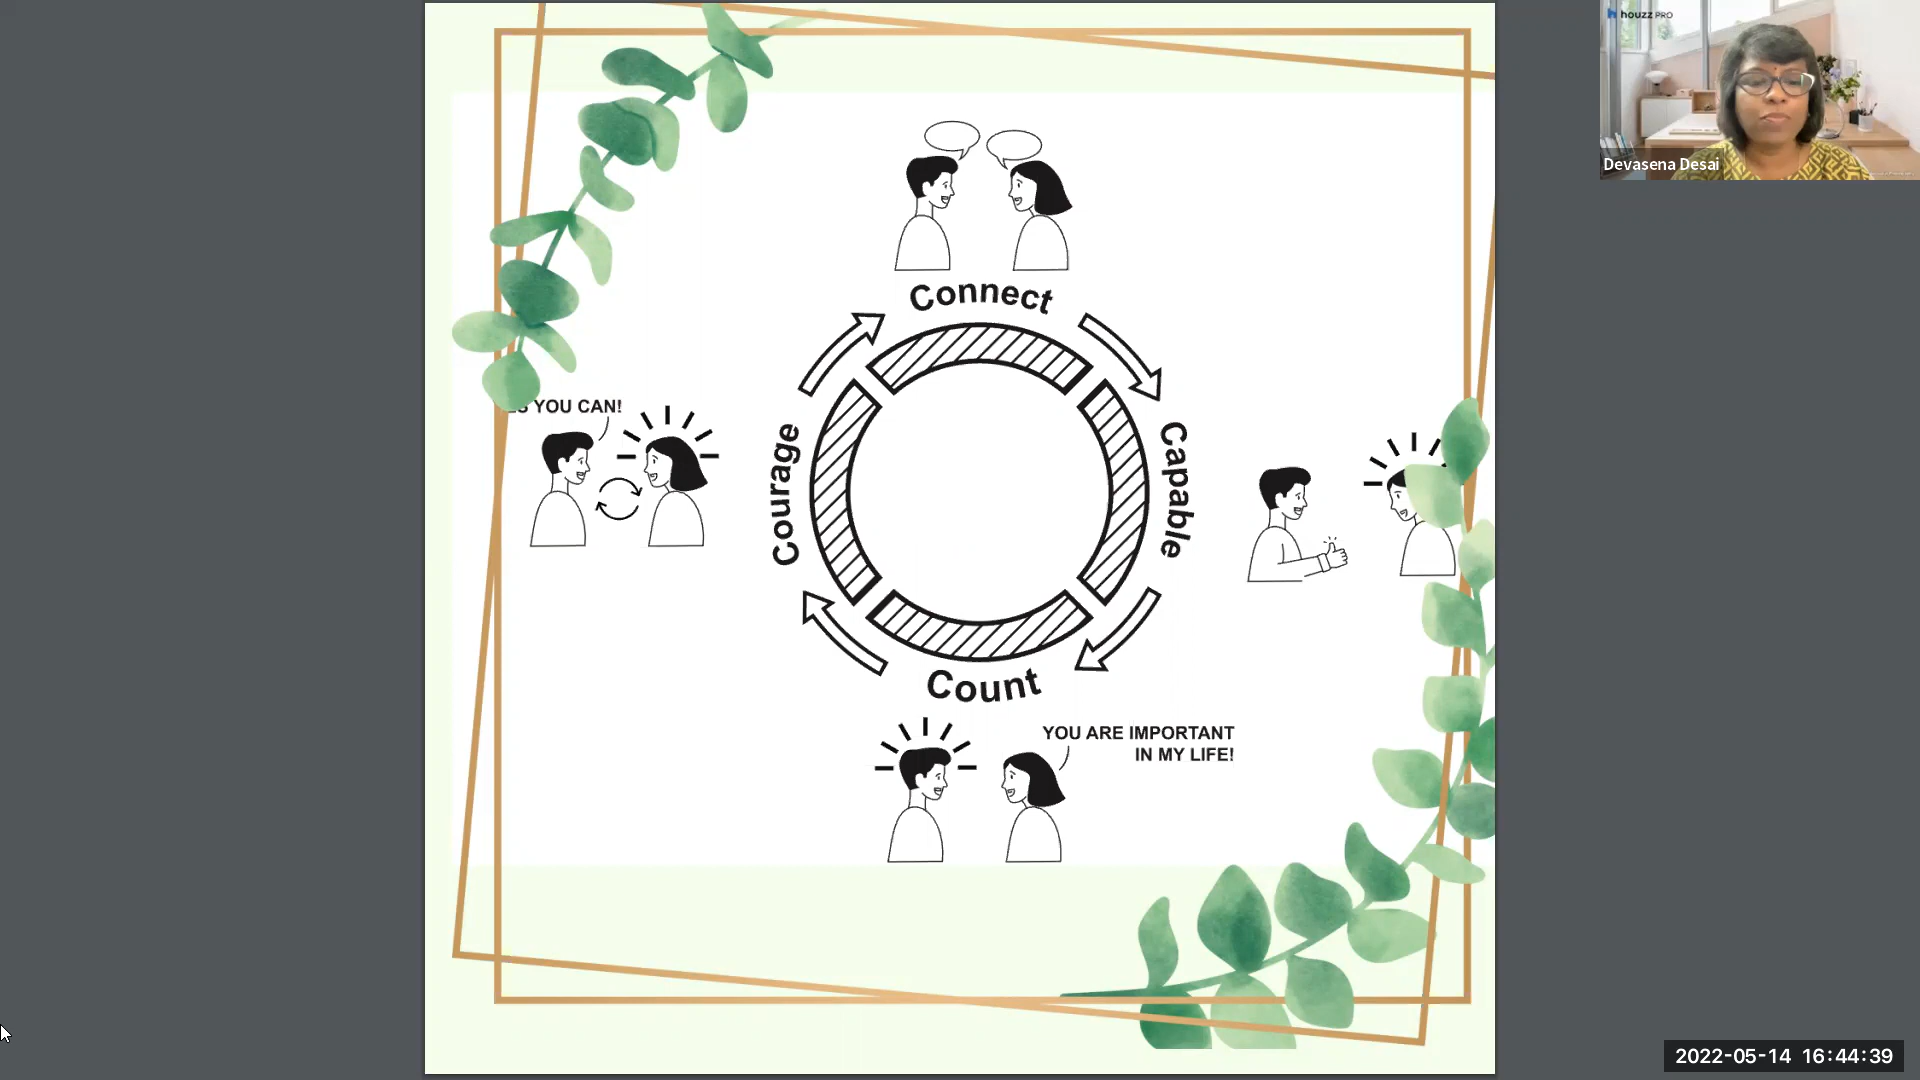 houzz PRO
Devasena Desai
Connect
YOU CAN!
Courage
Capable
Count
YOU ARE IMPORTANT
IN MY LIFE!
2022-05-14 16:44:39